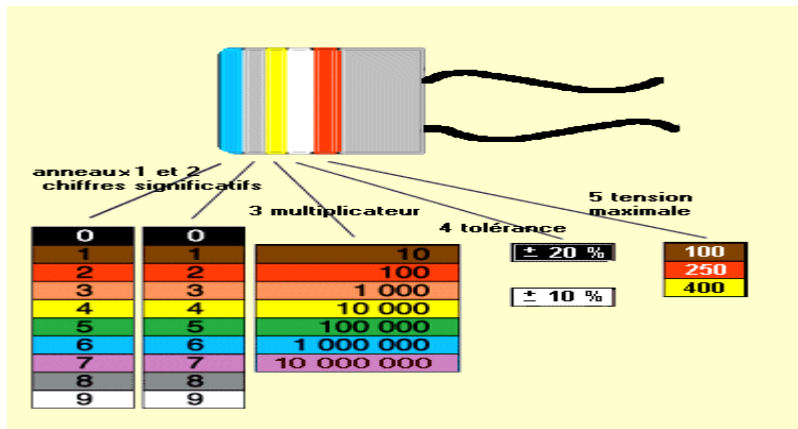 anneaux 1 et 2
chiffres significatifs
3 multiplicateur
4 tolérance
5 tension
maximale
0 0
1 1 10
2 2 100
3 3 1 000
4 4 10 000
5 5 100 000
6 6 1 000 000
7 7 10 000 000
8 8
9 9
± 20 %
± 10 %
100
250
400